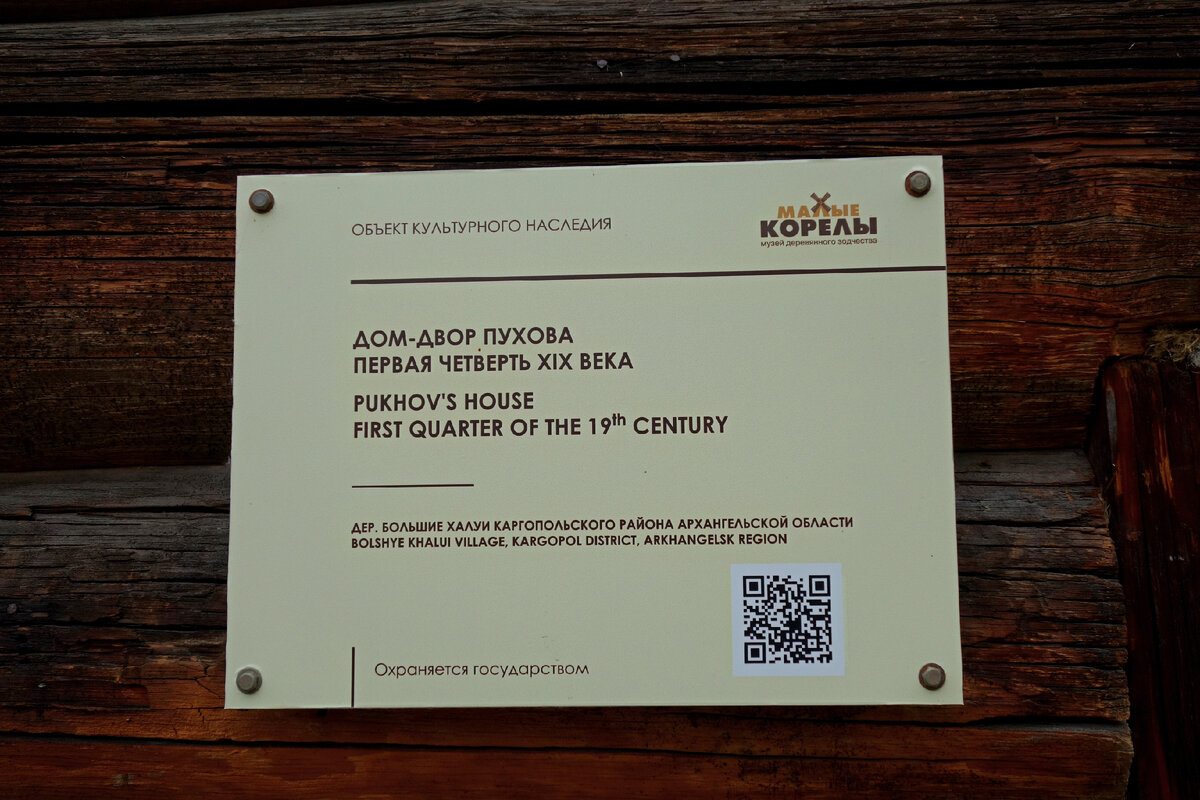 ОБЪЕКТ КУЛЬТУРНОГО НАСЛЕДИЯ
МАЛЫЕ
КОРЕЛЫ
музей деревянного зодчества
ДОМ-ДВОР ПУХОВА
ПЕРВАЯ ЧЕТВЕРТЬ XIX ВЕКА
PUKHOV'S HOUSE
FIRST QUARTER OF THE 19th CENTURY
ДЕР. БОЛЬШИЕ ХАЛУИ КАРГОПОЛЬСКОГО РАЙОНА АРХАНГЕЛЬСКОЙ ОБЛАСТИ
BOLSHYE KHALUI VILLAGE, KARGOPOL DISTRICT, ARKHANGELSK REGION
Охраняется государством